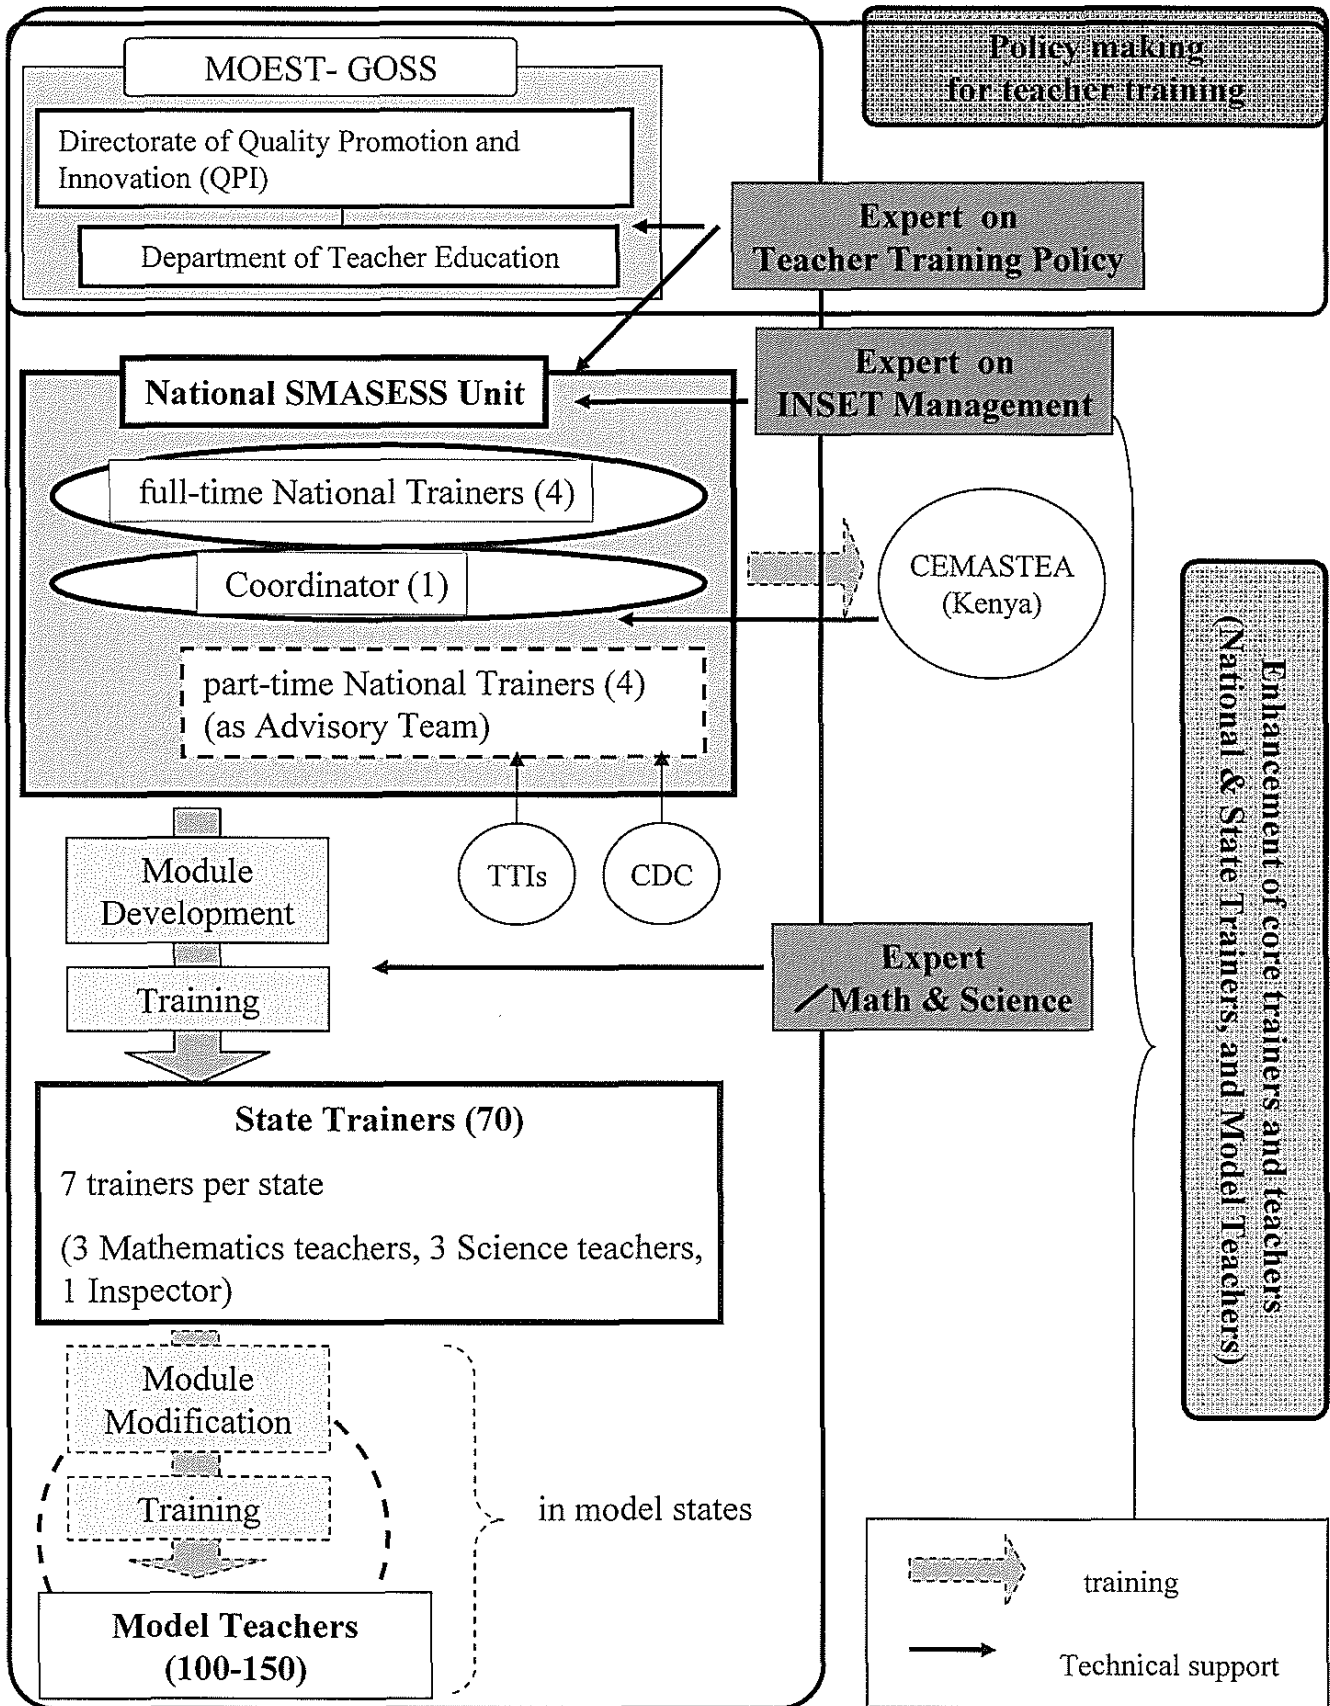 MOEST- GOSS
Policy making
for teacher training
Directorate of Quality Promotion and
Innovation (QPI)
Department of Teacher Education
Expert on
Teacher Training Policy
National SMASESS Unit
Expert on
INSET Management
full-time National Trainers (4)
Coordinator (1)
CEMASTEA
(Kenya)
part-time National Trainers (4)
(as Advisory Team)
TTIs
CDC
Module
Development
Training
Expert
／Math & Science
Enhancement of core trainers and teachers
(National & State Trainers, and Model Teachers)
State Trainers (70)
7 trainers per state
(3 Mathematics teachers, 3 Science teachers,
1 Inspector)
Module
Modification
Training
in model states
Model Teachers
(100-150)
training
Technical support